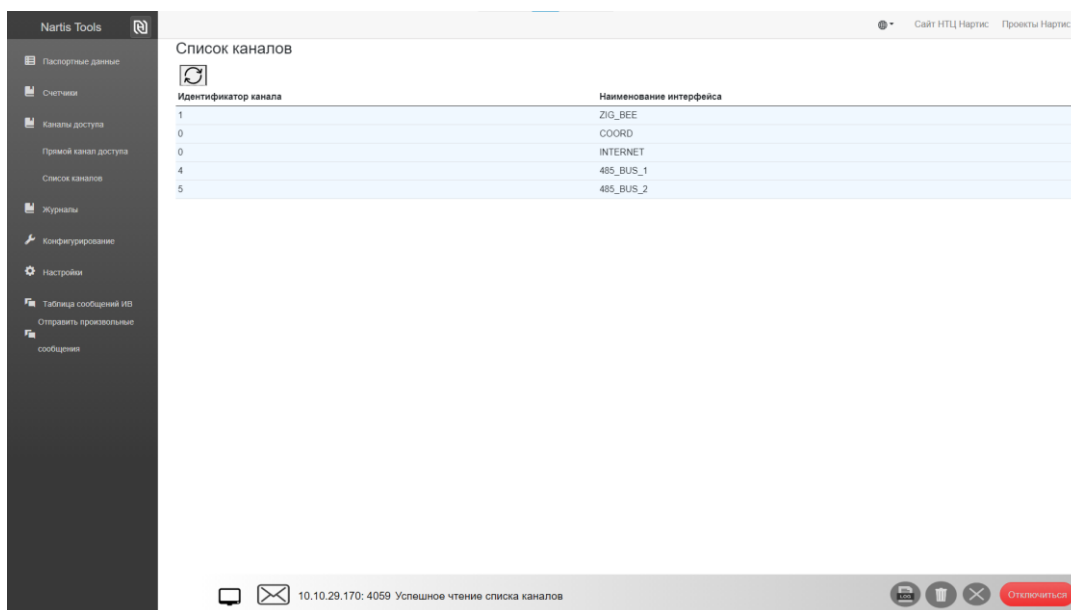 Nartis Tools
Сайт НТЦ Нартис Проекты Нартис
Паспортные данные
Счетчики
Каналы доступа
Прямой канал доступа
Список каналов
Журналы
Конфигурирование
Настройки
Таблица сообщений ИВ
Отправить произвольные
сообщения
Список каналов
Идентификатор канала Наименование интерфейса
1 ZIG_BEE
0 COORD
0 INTERNET
4 485_BUS_1
5 485_BUS_2
10.10.29.170: 4059 Успешное чтение списка каналов
LOG
Отключиться